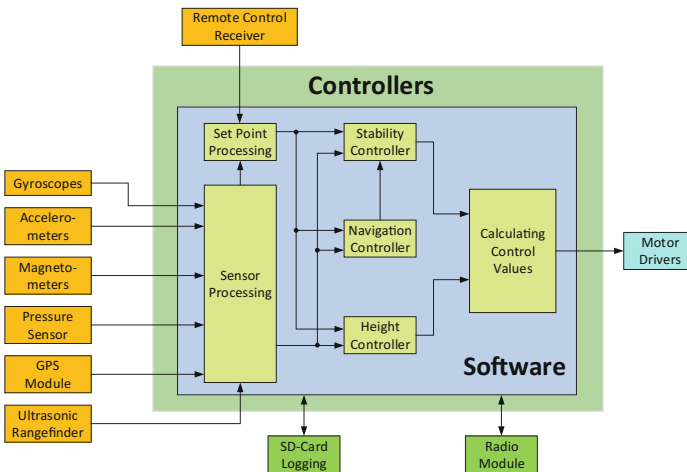 Remote Control
Receiver
Controllers
Set Point
Processing
Stability
Controller
Gyroscopes
Accelero-
meters
Magneto-
meters
Pressure
Sensor
GPS
Module
Ultrasonic
Rangefinder
Sensor
Processing
Navigation
Controller
Height
Controller
Calculating
Control
Values
Motor
Drivers
Software
SD-Card
Logging
Radio
Module